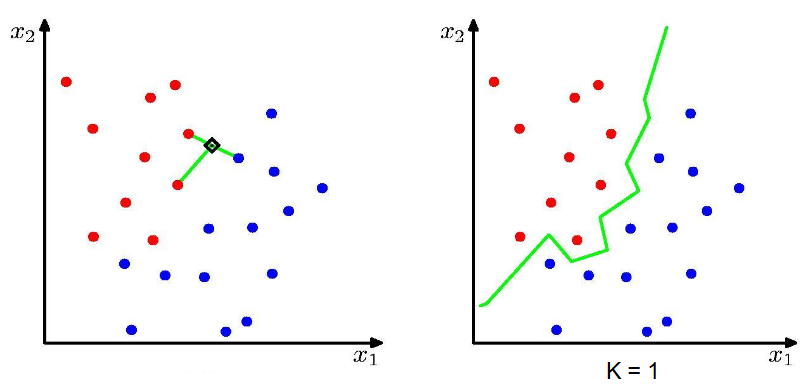 x₂
x₁
x₂
x₁
K = 1